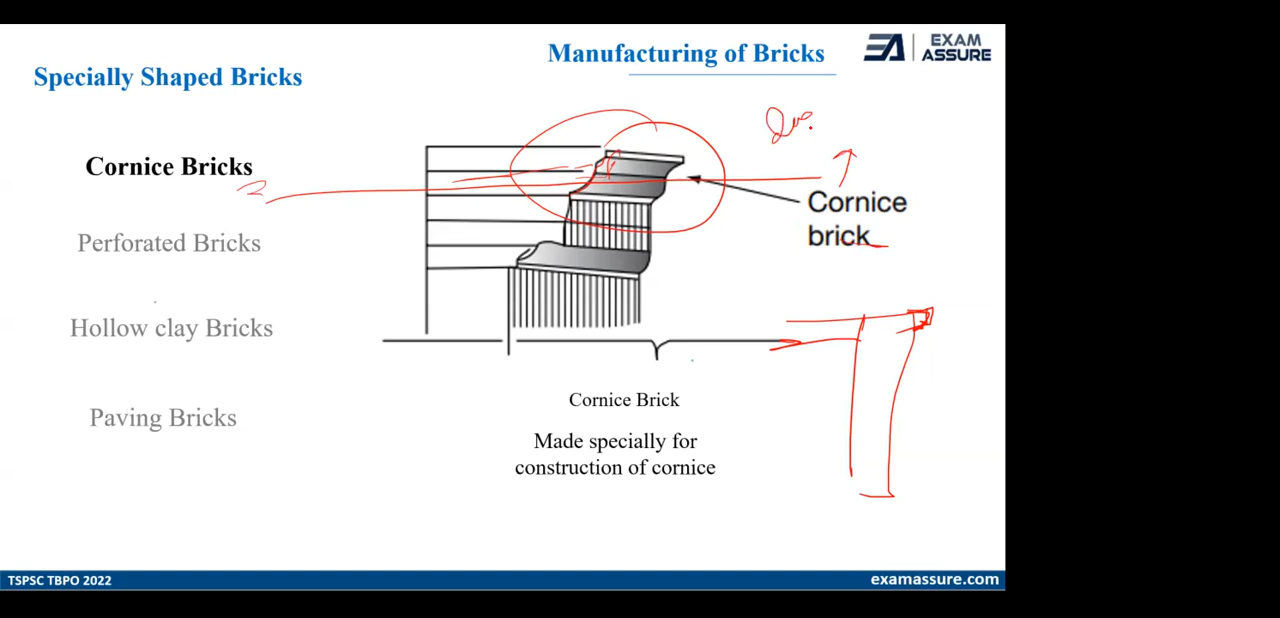 Manufacturing of Bricks
EXAM
ASSURE
Specially Shaped Bricks
Cornice Bricks
Perforated Bricks
Hollow clay Bricks
Paving Bricks
Cornice
brick
Cornice Brick
Made specially for
construction of cornice
TSPSC TBPO 2022
examassure.com